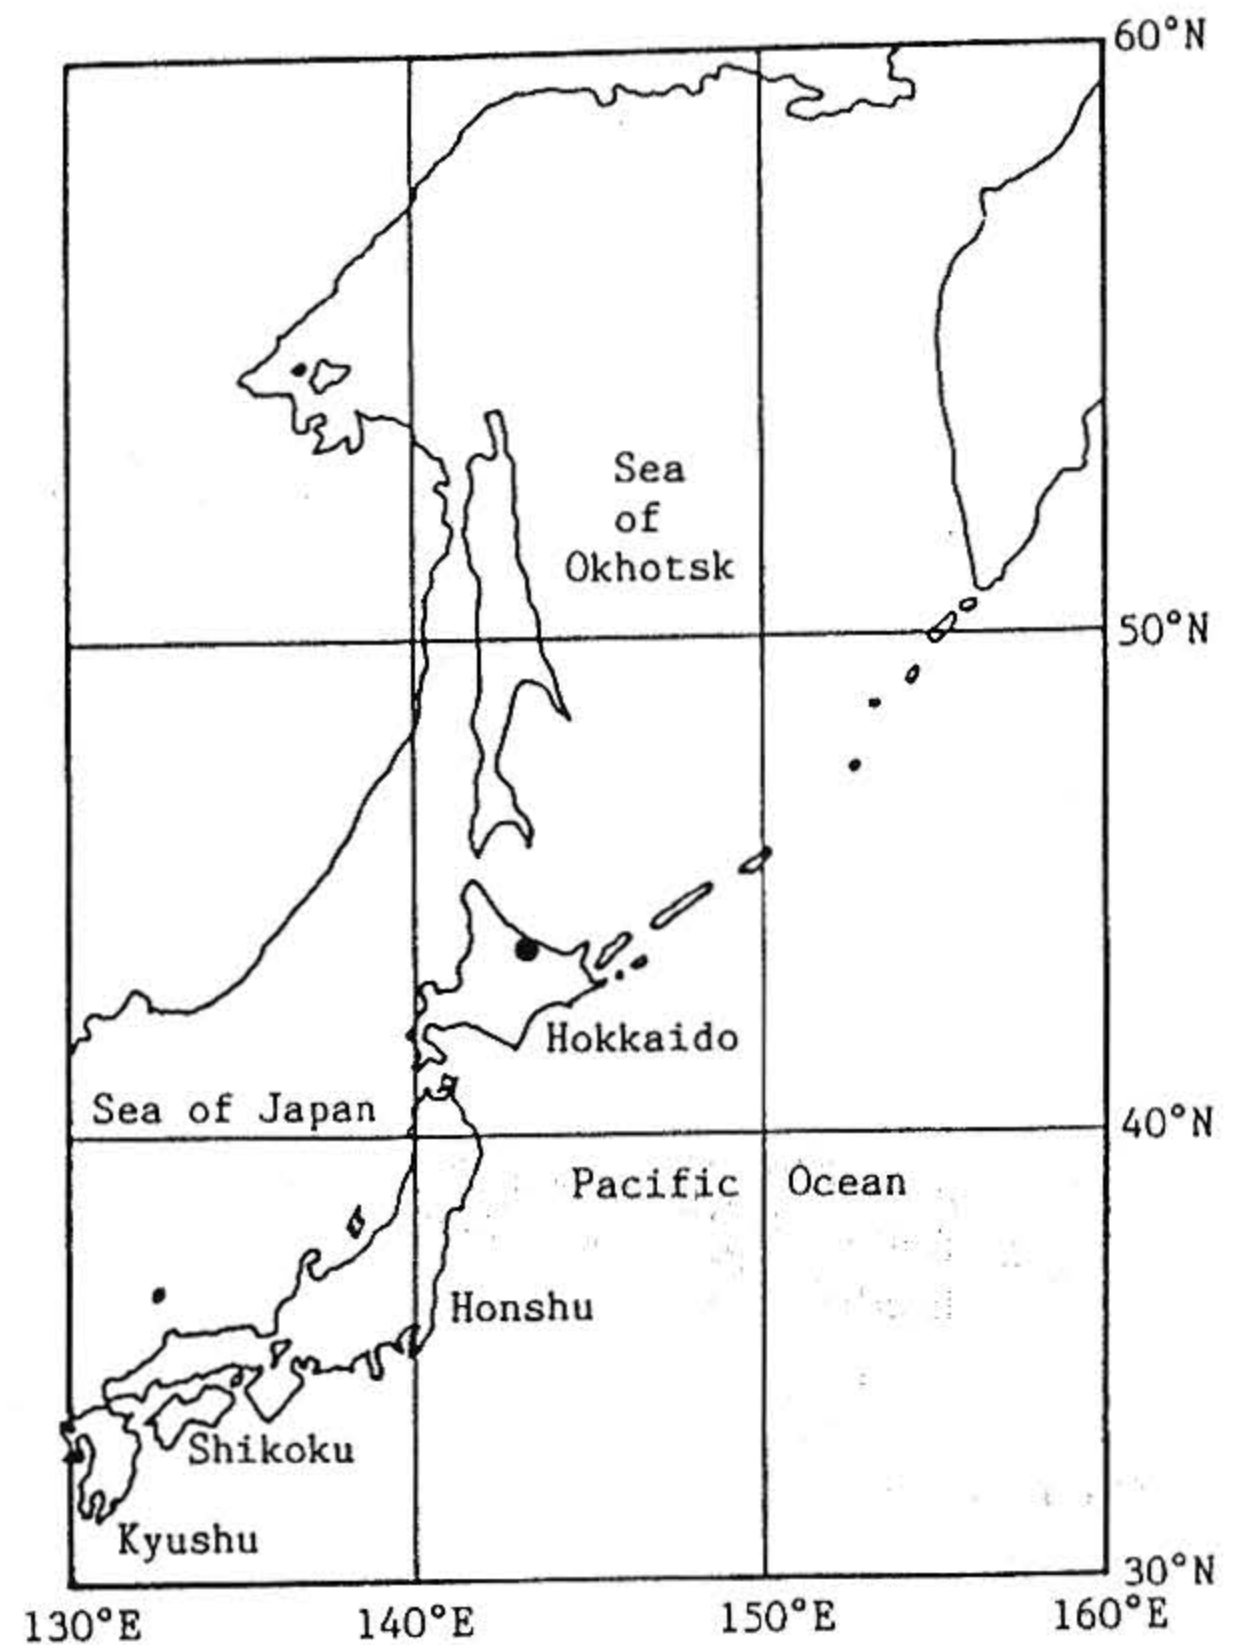 60°N
Sea
of
Okhotsk
50°N
Hokkaido
Sea of Japan
40°N
Pacific Ocean
Honshu
Shikoku
Kyushu
30°N
130°E 140°E 150°E 160°E